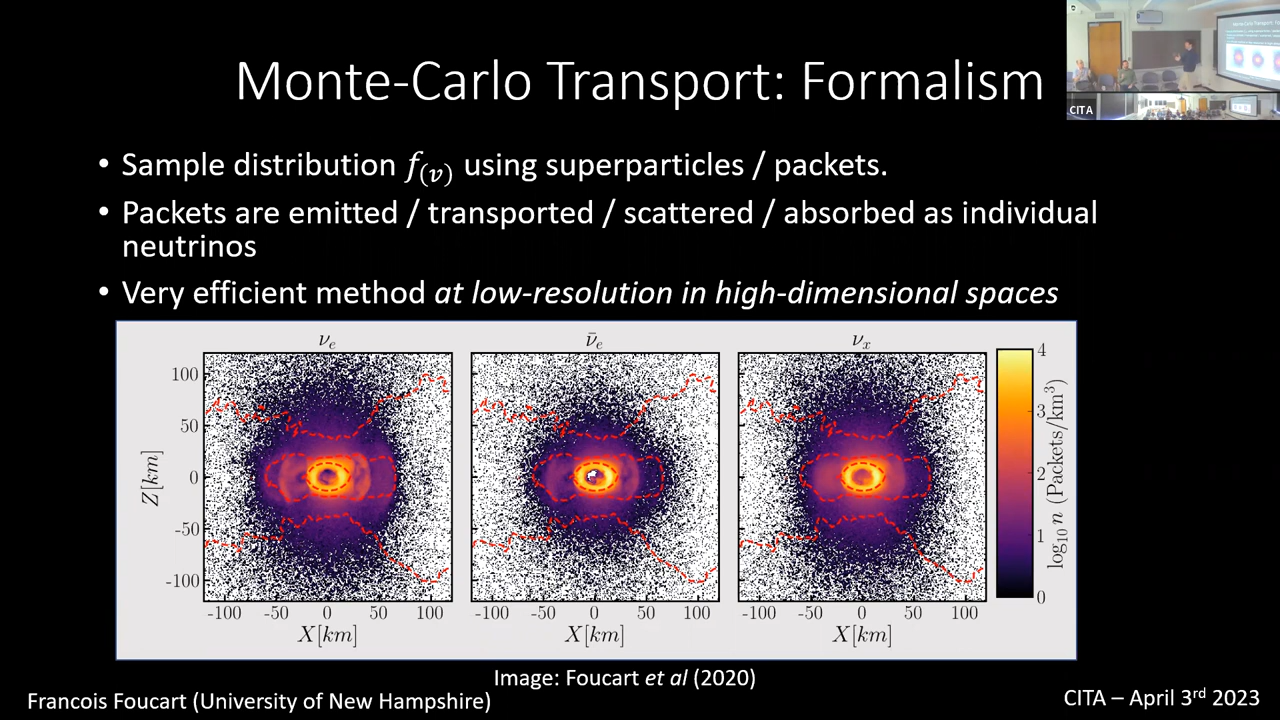 Monte-Carlo Transport: Formalism
CITA
• Sample distribution f(ν) using superparticles / packets.
• Packets are emitted / transported / scattered / absorbed as individual
neutrinos
• Very efficient method at low-resolution in high-dimensional spaces
νₑ
ν̄ₑ
νₓ
100
50
0
-50
-100
Z[km]
-100 -50 0 50 100
-100 -50 0 50 100
-100 -50 0 50 100
X[km]
X[km]
X[km]
4
3
2
1
0
log₁₀ n (Packets/km³)
Image: Foucart et al (2020)
Francois Foucart (University of New Hampshire)
CITA – April 3rd 2023